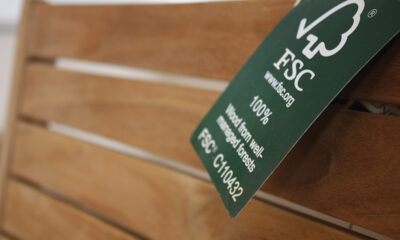 ®
FSC
www.fsc.org
100%
Wood from well-
managed forests
FSC® C110432